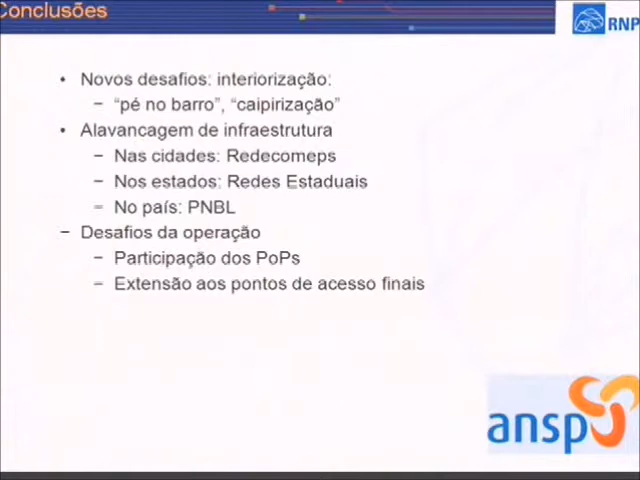 Conclusões
RNP
• Novos desafios: interiorização:
– “pé no barro”, “caipirização”
• Alavancagem de infraestrutura
– Nas cidades: Redecomeps
– Nos estados: Redes Estaduais
– No país: PNBL
– Desafios da operação
– Participação dos PoPs
– Extensão aos pontos de acesso finais
ansp